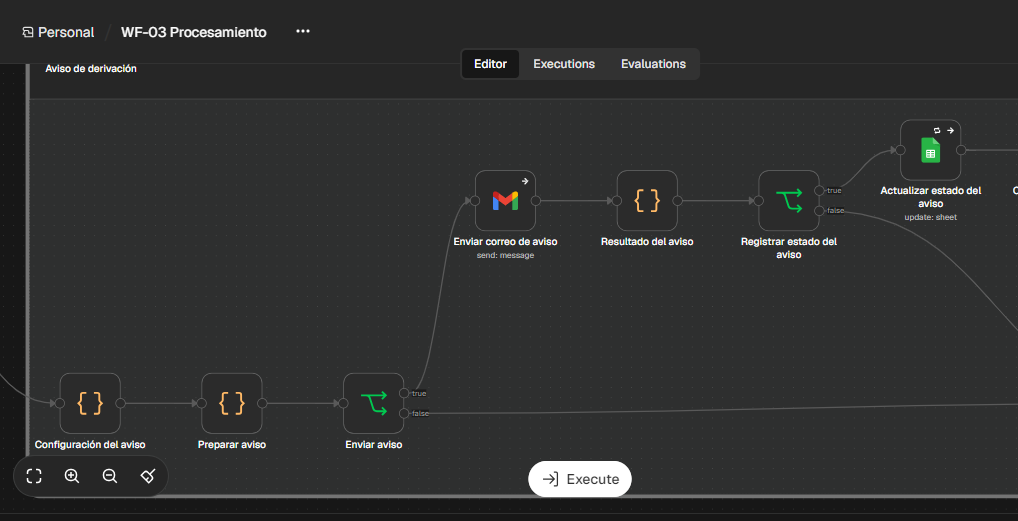 Personal / WF-03 Procesamiento ...
Editor Executions Evaluations
Aviso de derivación
true
false
Actualizar estado del
aviso
update: sheet
Enviar correo de aviso
send: message
Resultado del aviso
Registrar estado del
aviso
true
false
Configuración del aviso
Preparar aviso
Enviar aviso
Execute